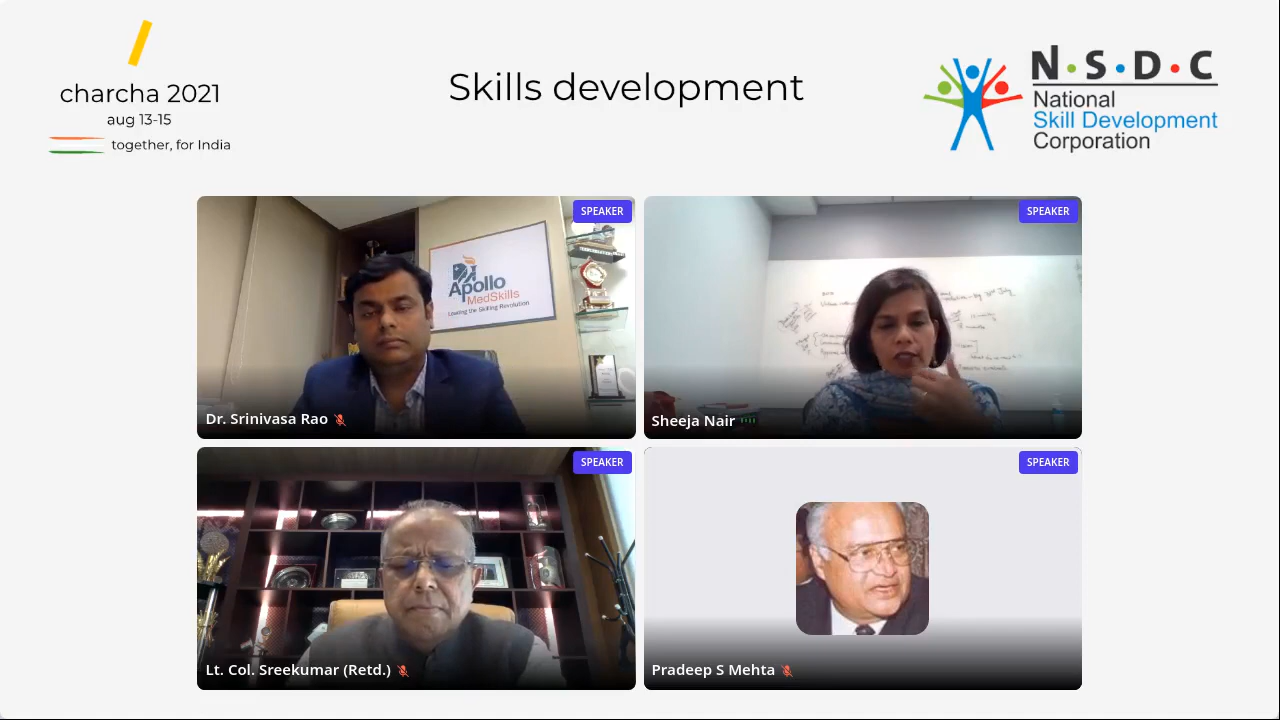 charcha 2021
aug 13-15
together, for India
Skills development
N·S·D·C
National
Skill Development
Corporation
SPEAKER
Apollo
MedSkills
Leading the Skilling Revolution
Dr. Srinivasa Rao
SPEAKER
Sheeja Nair
SPEAKER
Lt. Col. Sreekumar (Retd.)
SPEAKER
Pradeep S Mehta